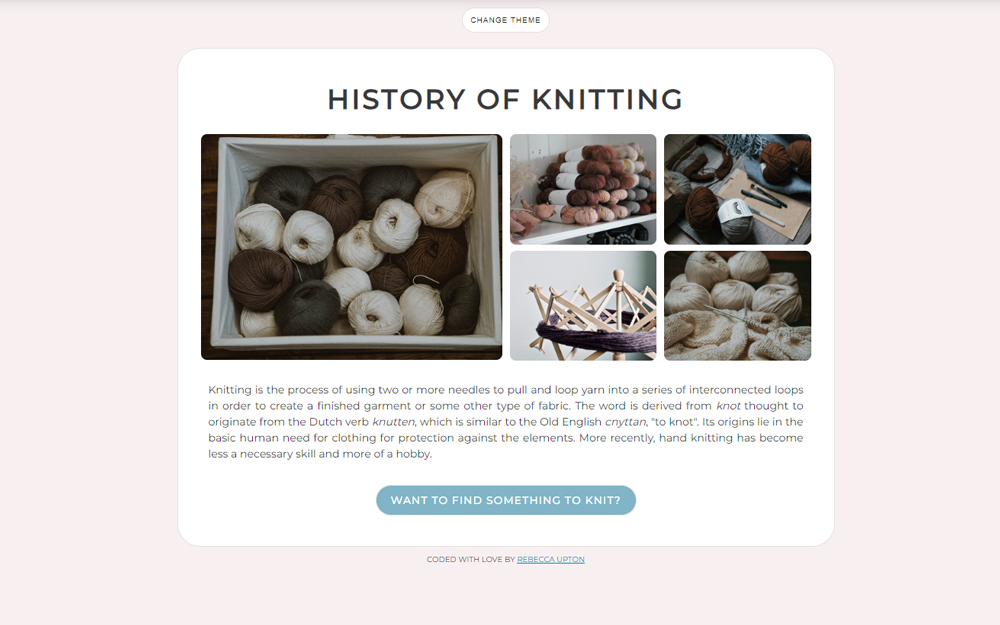 CHANGE THEME
HISTORY OF KNITTING
Knitting is the process of using two or more needles to pull and loop yarn into a series of interconnected loops
in order to create a finished garment or some other type of fabric. The word is derived from knot thought to
originate from the Dutch verb knutten, which is similar to the Old English cnyttan, "to knot". Its origins lie in the
basic human need for clothing for protection against the elements. More recently, hand knitting has become
less a necessary skill and more of a hobby.
WANT TO FIND SOMETHING TO KNIT?
CODED WITH LOVE BY REBECCA UPTON